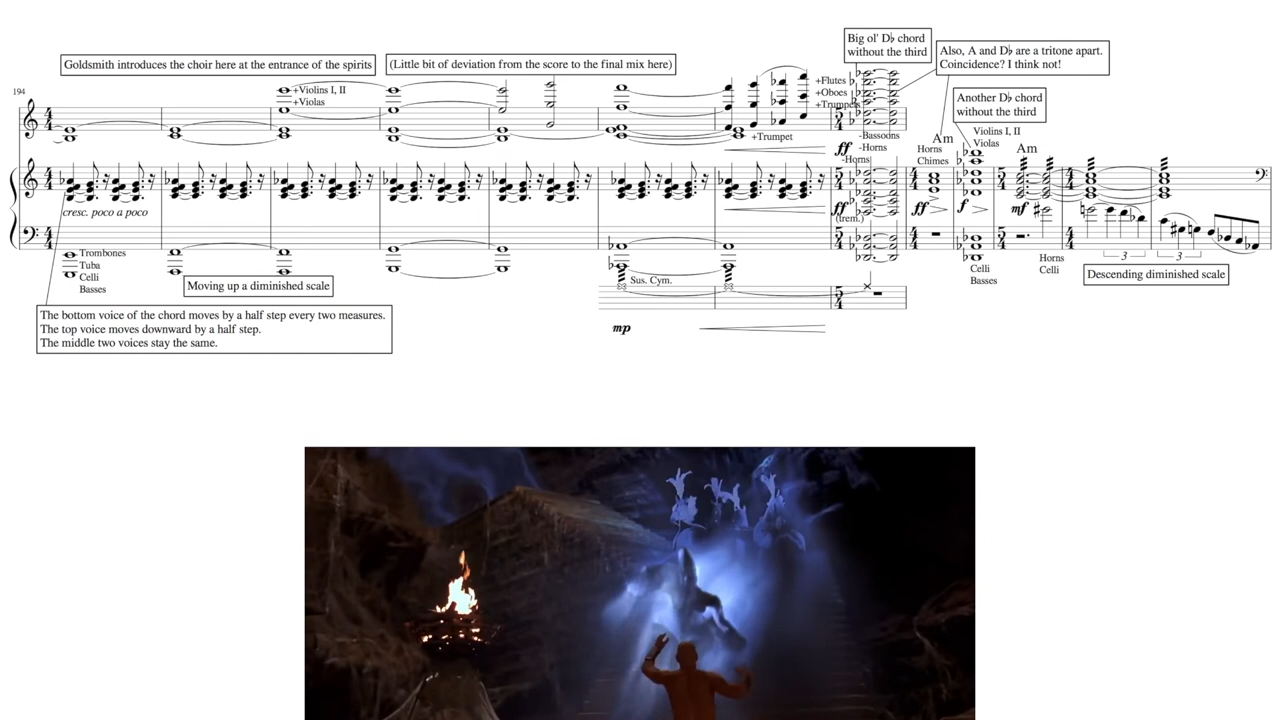 Goldsmith introduces the choir here at the entrance of the spirits
(Little bit of deviation from the score to the final mix here)
Big ol' D♭ chord
without the third
Also, A and D♭ are a tritone apart.
Coincidence? I think not!
Another D♭ chord
without the third
194
+Violins I, II
+Violas
+Flutes
+Oboes
+Trumpets
+Trumpet
-Bassoons
-Horns
-Horns
ff
Am
Horns
Chimes
Violins I, II
Violas
Am
cresc. poco a poco
ff
(trem.)
ff
f
mf
Trombones
Tuba
Celli
Basses
Moving up a diminished scale
Sus. Cym.
Celli
Basses
Horns
Celli
3
3
Descending diminished scale
The bottom voice of the chord moves by a half step every two measures.
The top voice moves downward by a half step.
The middle two voices stay the same.
mp